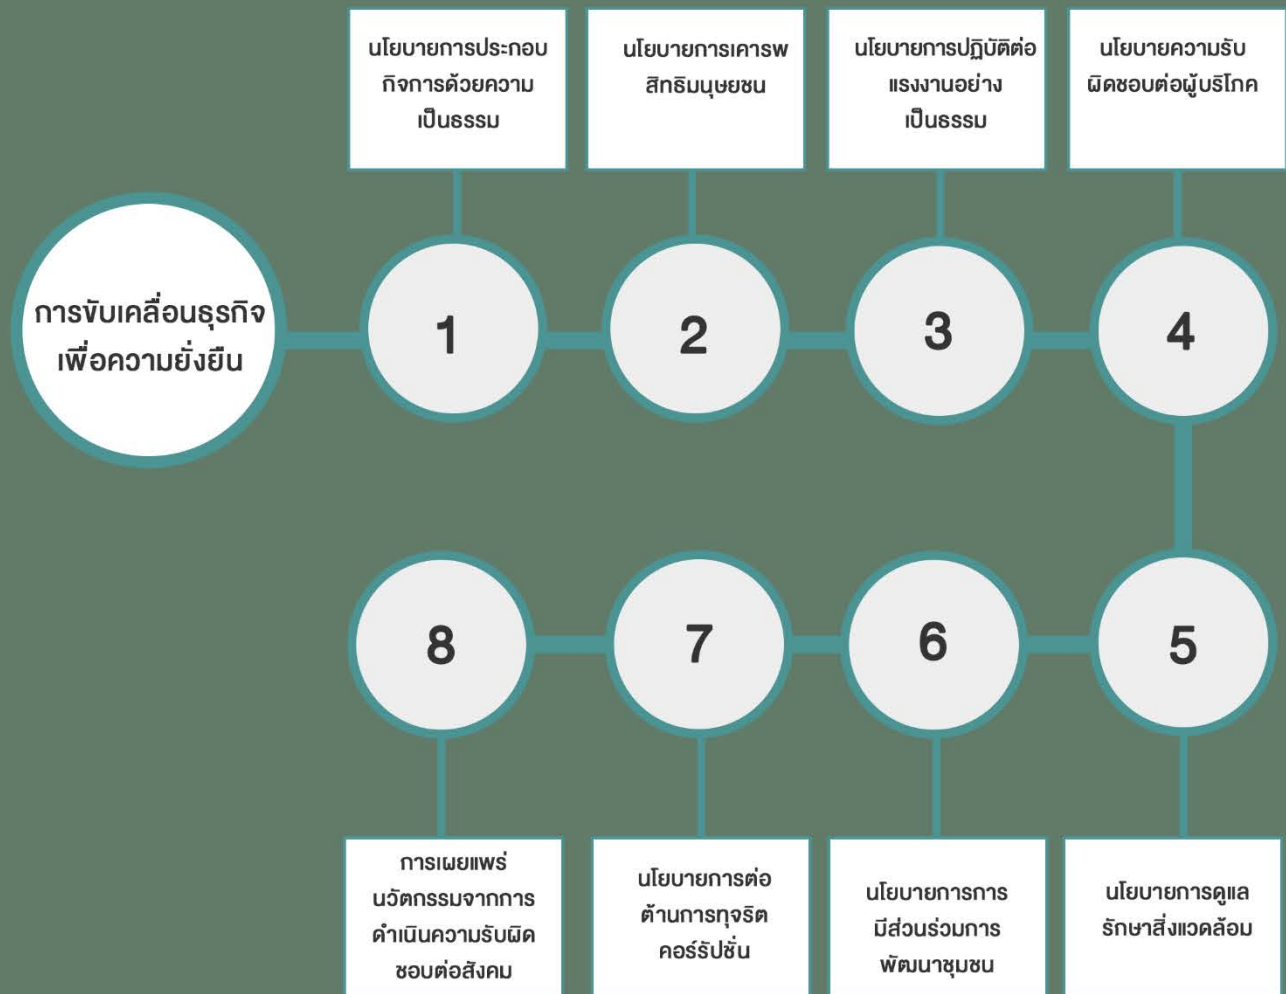 นโยบายการประกอบ
กิจการด้วยความ
เป็นธรรม
นโยบายการเคารพ
สิทธิมนุษยชน
นโยบายการปฏิบัติต่อ
แรงงานอย่าง
เป็นธรรม
นโยบายความรับ
ผิดชอบต่อผู้บริโภค
การขับเคลื่อนธุรกิจ
เพื่อความยั่งยืน
1
2
3
4
8
7
6
5
การเผยแพร่
นวัตกรรมจากการ
ดำเนินความรับผิด
ชอบต่อสังคม
นโยบายการต่อ
ต้านการทุจริต
คอร์รัปชั่น
นโยบายการการ
มีส่วนร่วมการ
พัฒนาชุมชน
นโยบายการดูแล
รักษาสิ่งแวดล้อม